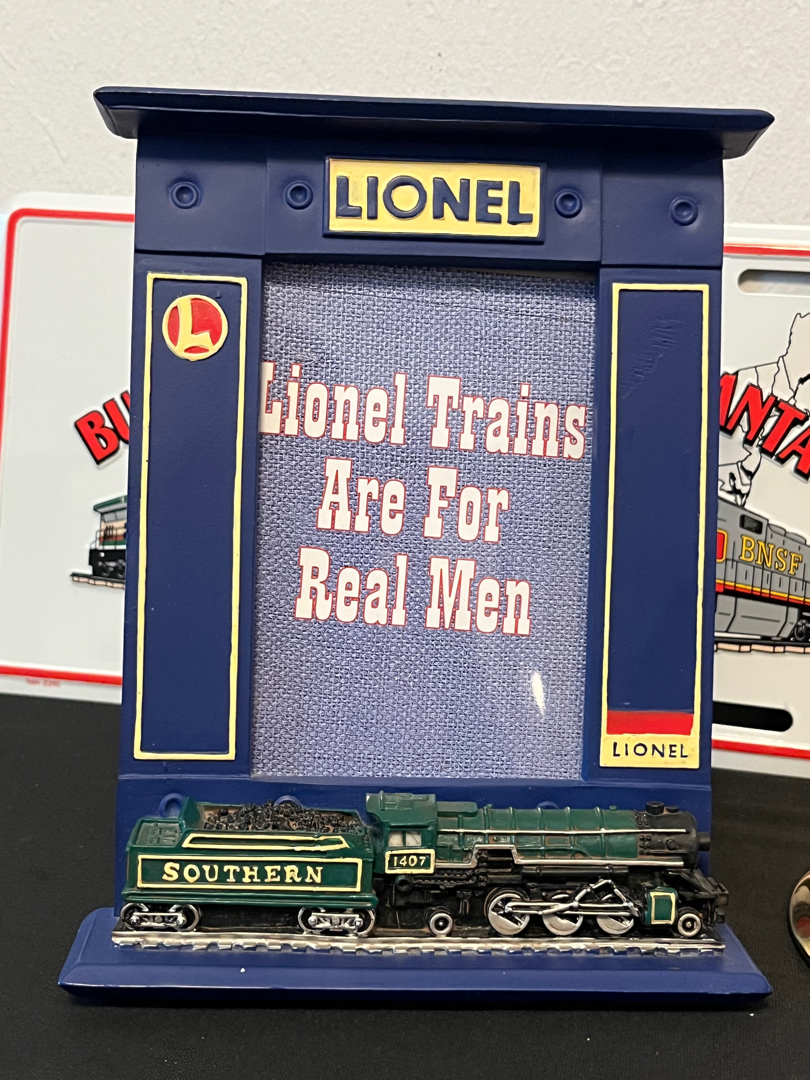 LIONEL
L
Lionel Trains
Are For
Real Men
LIONEL
1407
SOUTHERN
BNSF